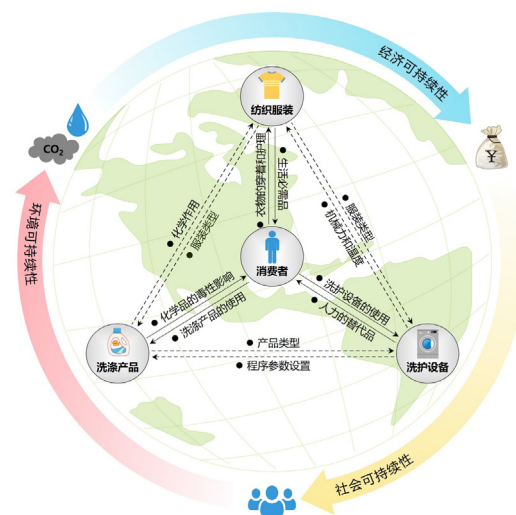 经济可持续性
纺织服装
CO₂
¥
● 衣物的穿着和护理
● 生活必需品
● 化学作用
● 服装类型
● 服装类型
● 机械力和温度
环境可持续性
消费者
● 化学品的毒性影响
● 洗涤产品的使用
● 洗护设备的使用
● 人力的替代品
● 产品类型
● 程序参数设置
洗涤产品
洗护设备
社会可持续性